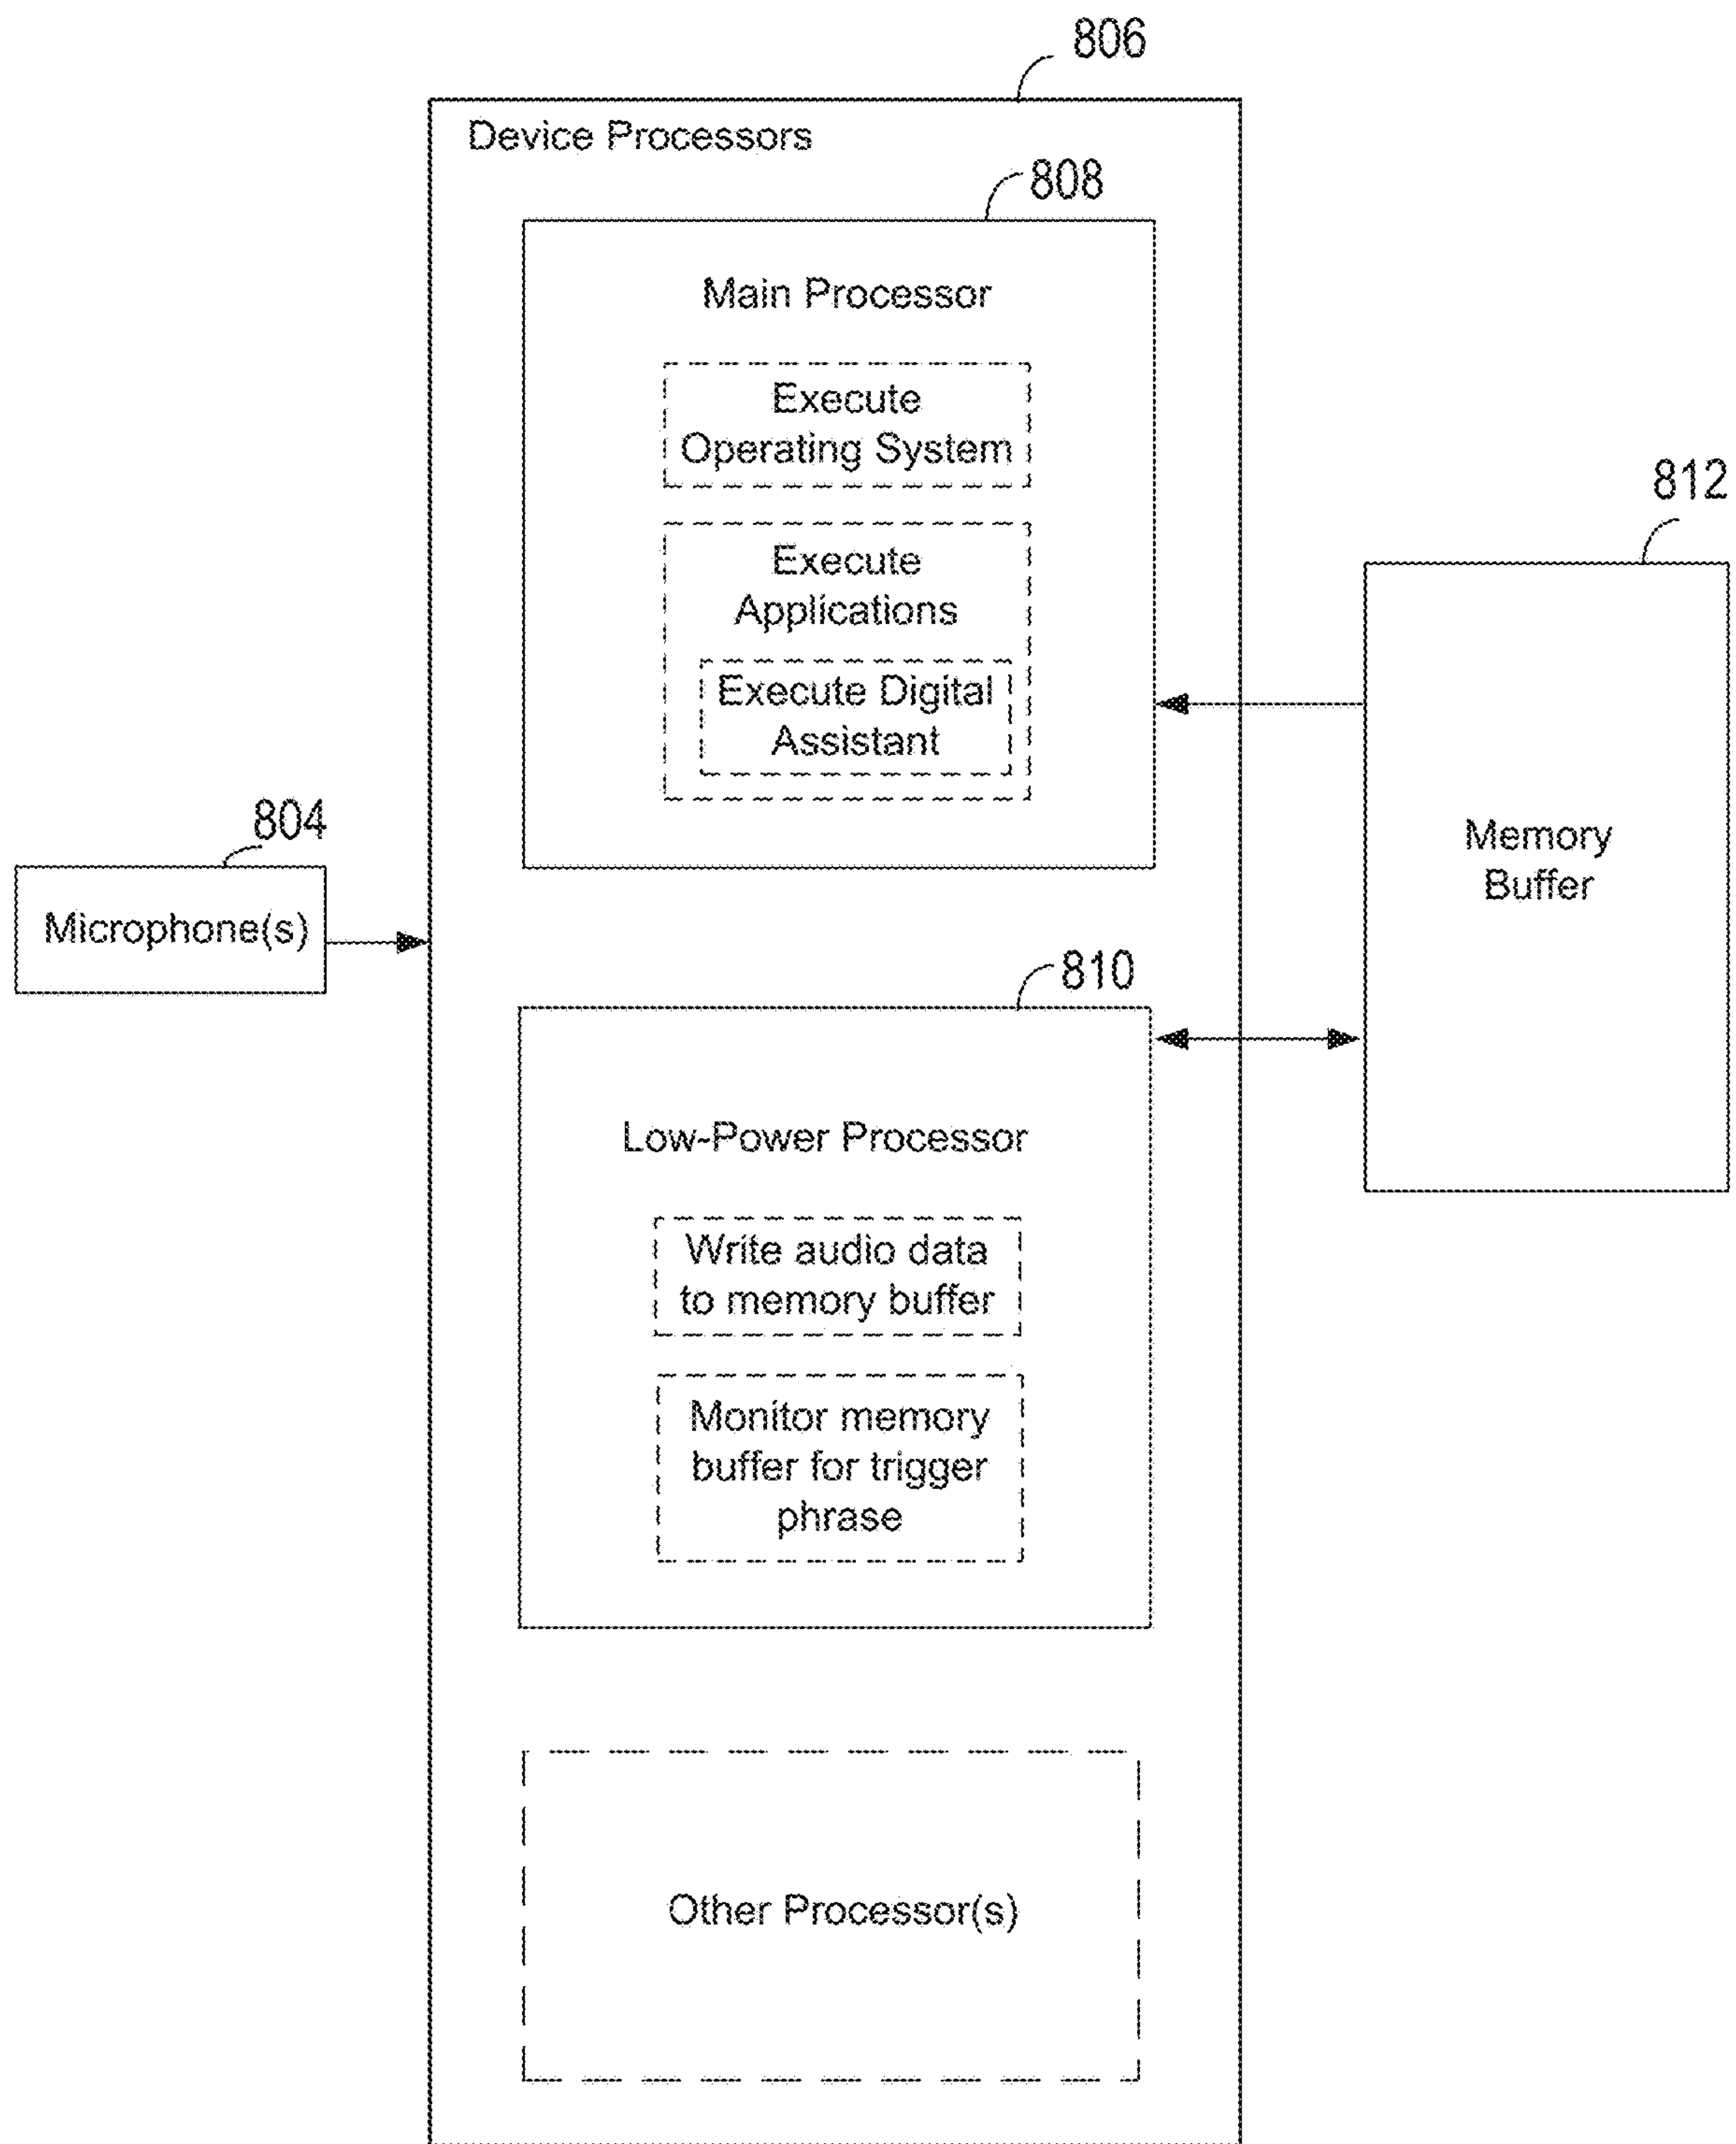 806
Device Processors
808
Main Processor
Execute
Operating System
812
Execute
Applications
Execute Digital
Assistant
804
Memory
Buffer
Microphone(s)
810
Low-Power Processor
Write audio data
to memory buffer
Monitor memory
buffer for trigger
phrase
Other Processor(s)